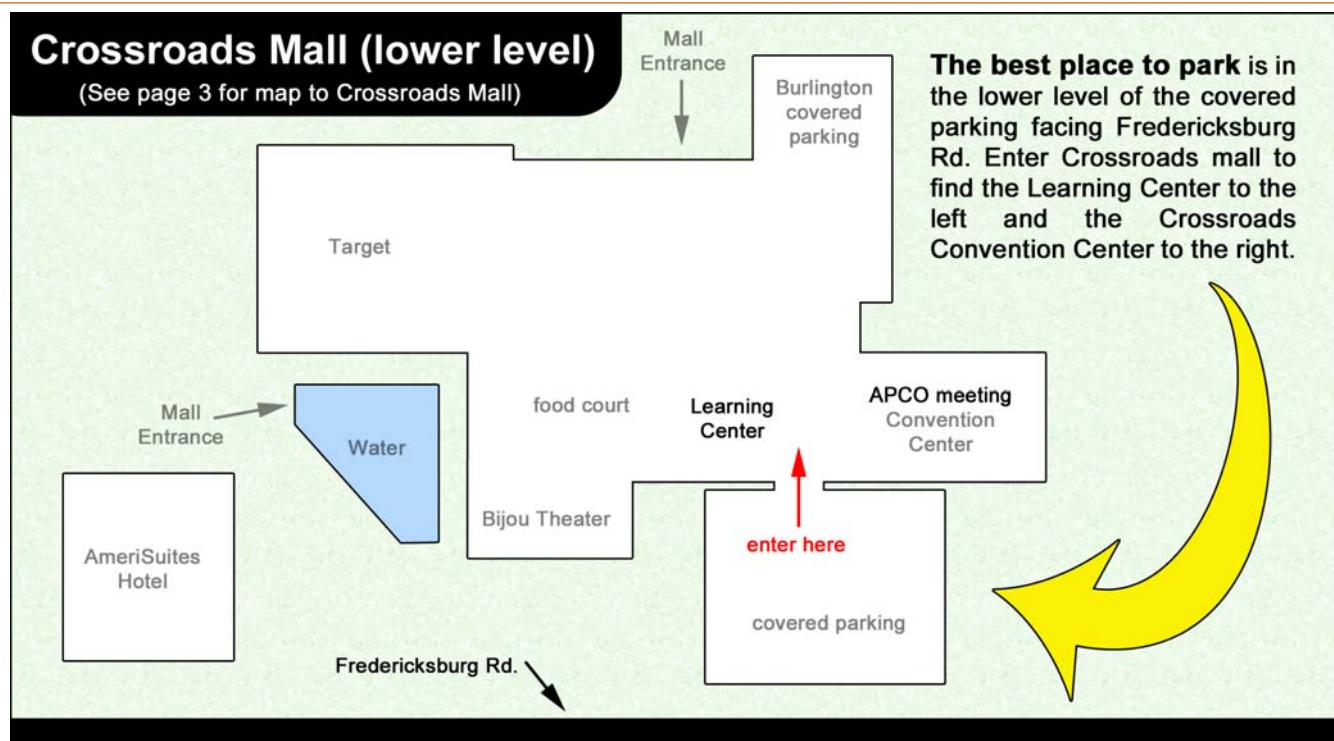 Crossroads Mall (lower level)
(See page 3 for map to Crossroads Mall)
Mall
Entrance
Burlington
covered
parking
The best place to park is in
the lower level of the covered
parking facing Fredericksburg
Rd. Enter Crossroads mall to
find the Learning Center to the
left and the Crossroads
Convention Center to the right.
Target
Mall
Entrance
Water
food court
Learning
Center
APCO meeting
Convention
Center
Bijou Theater
enter here
AmeriSuites
Hotel
covered parking
Fredericksburg Rd.